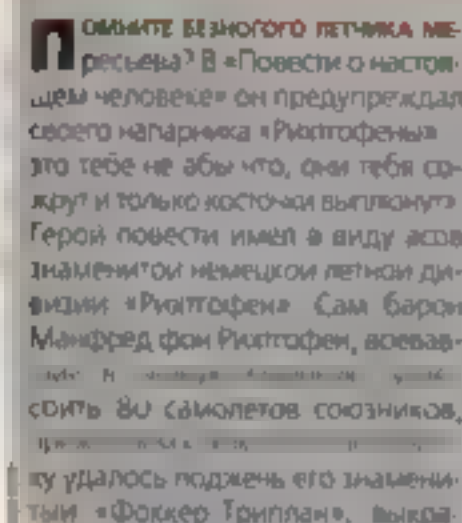 ПОМНИТЕ БЕЗНОГОГО ЛЕТЧИКА МЕ-
ресьева? В «Повести о настоя-
щем человеке» он предупреждал
своего напарника «Рихтгофены»
это тебе не абы что, они тебя со-
жрут и только косточки выплюнут»
Герой повести имел в виду асов
знаменитой немецкой летной ди-
визии «Рихтгофен» Сам барон
Манфред фон Рихтгофен, воевав-
сбить 80 самолетов союзников,
му удалось поджечь его знамени-
тый «Фоккер Триплан», выкра-